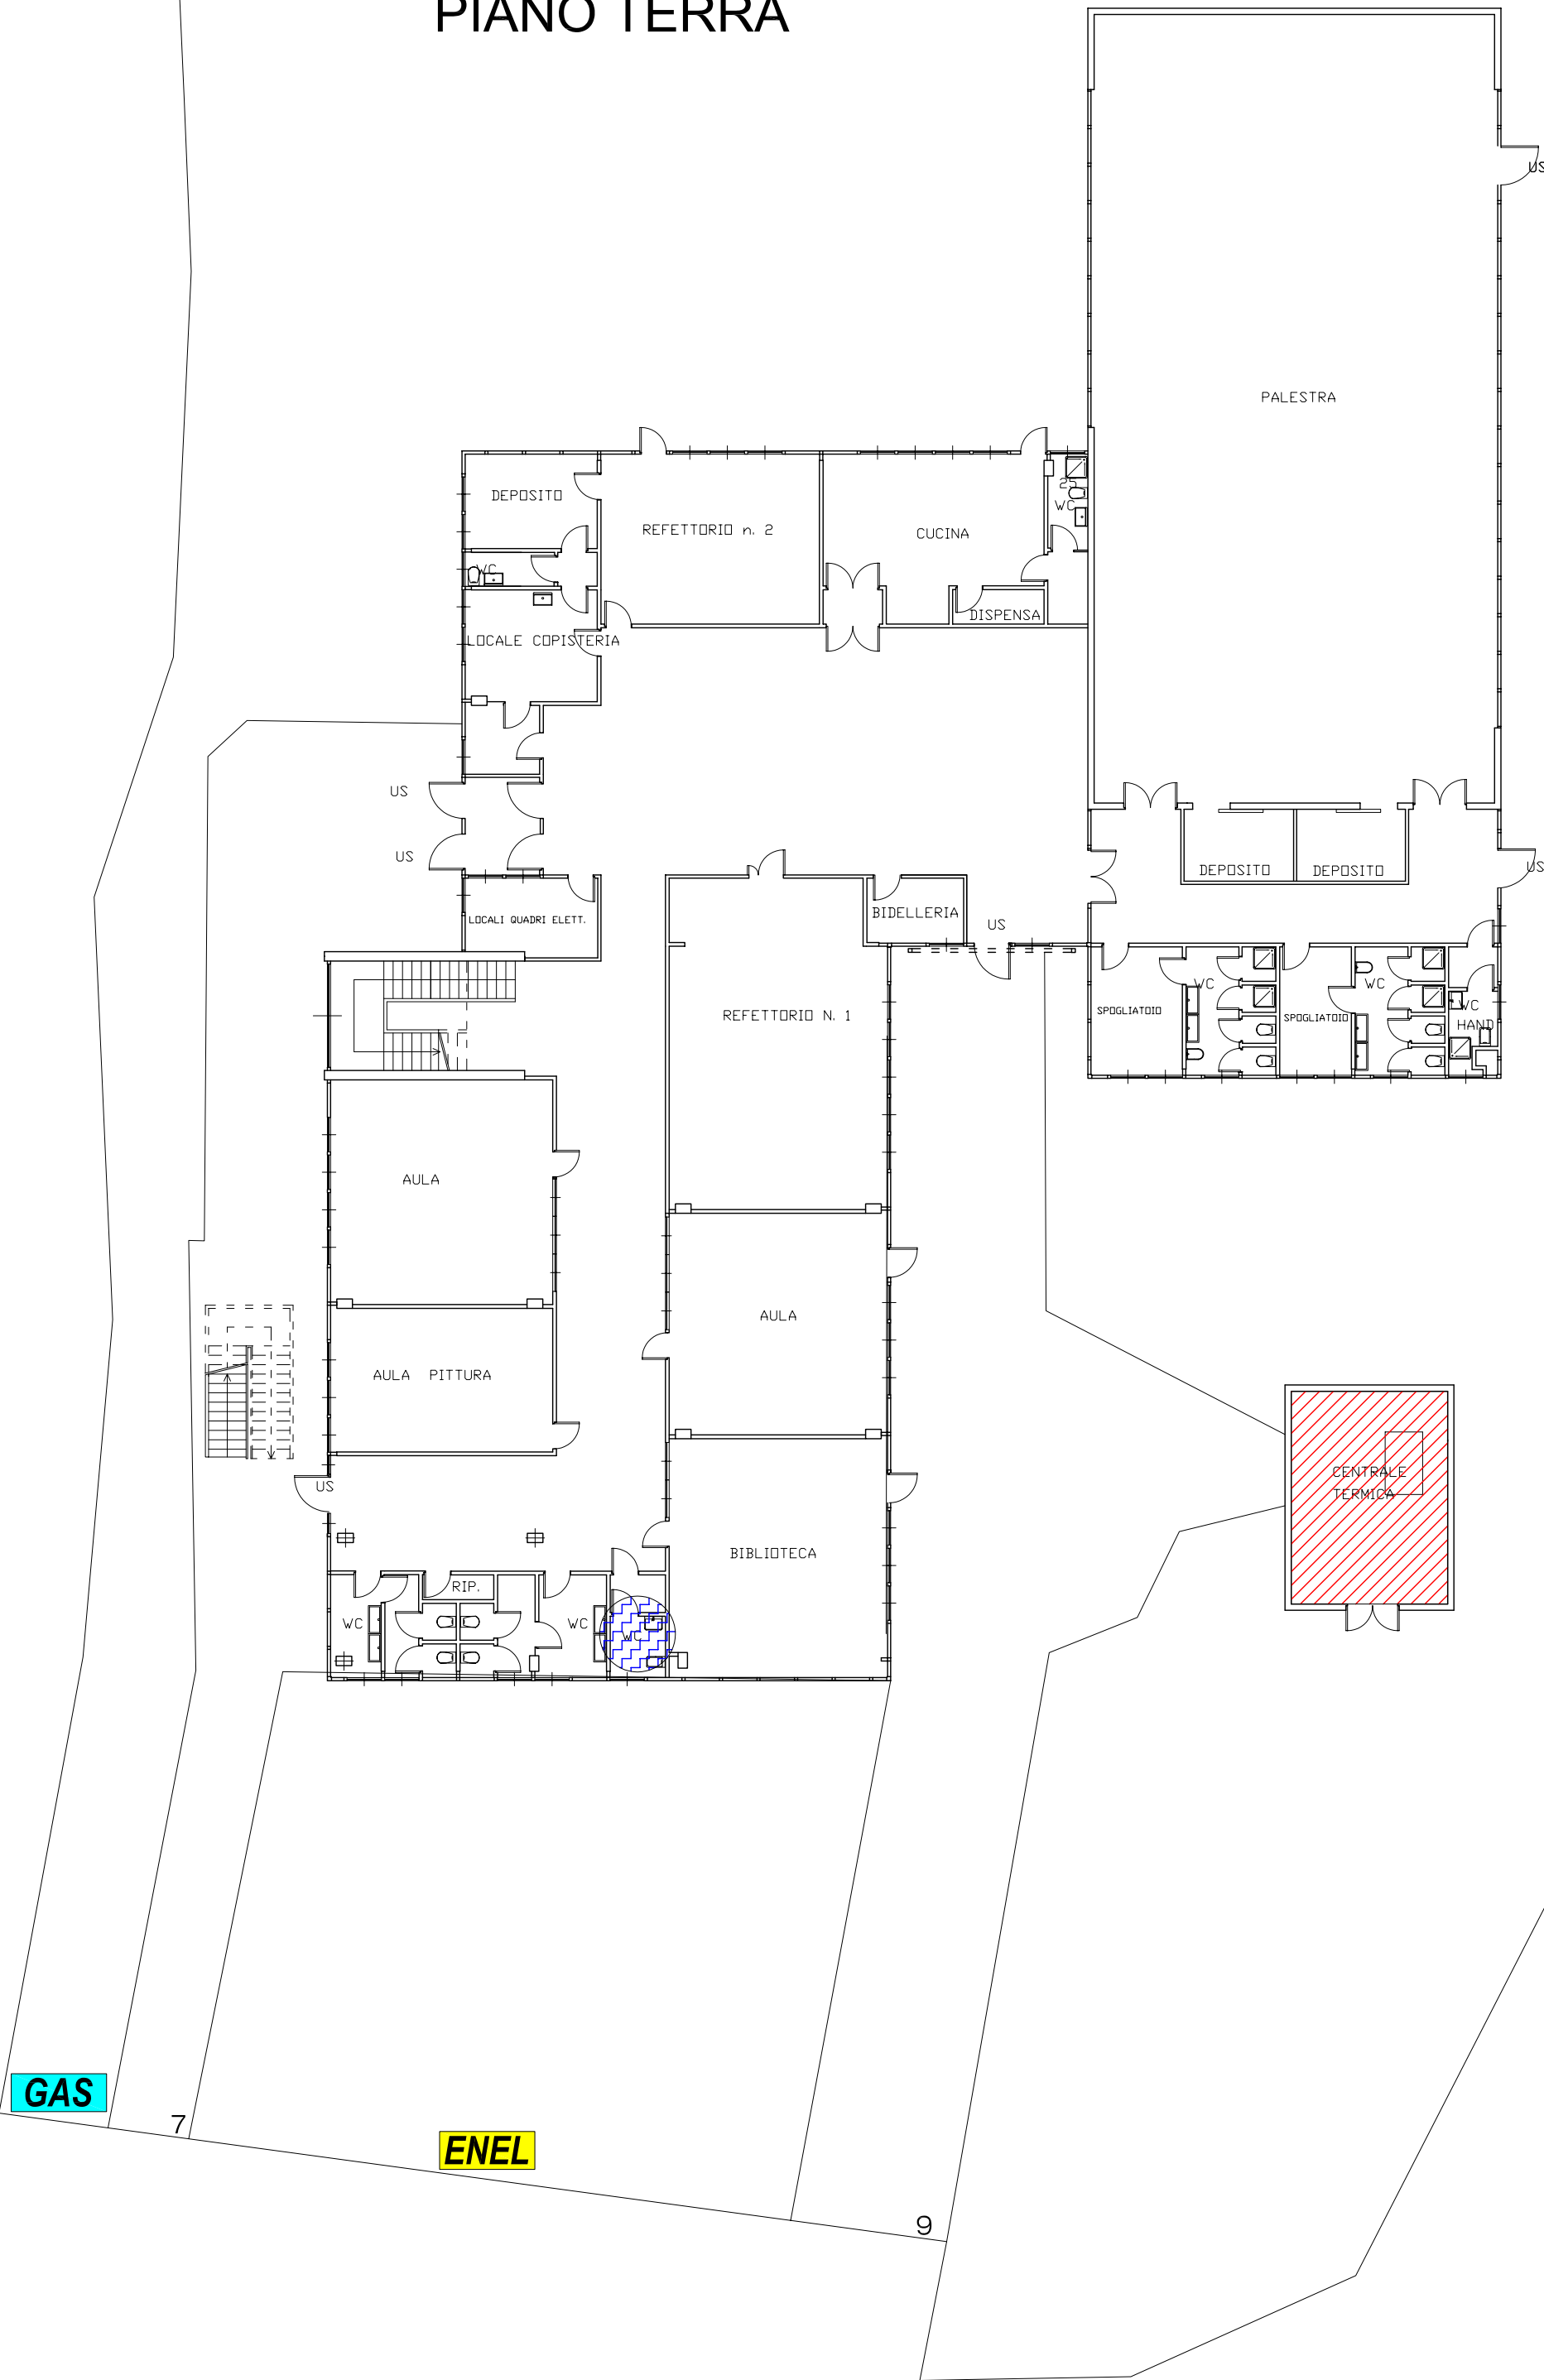 PIANO TERRA
US
PALESTRA
DEPOSITO
REFETTORIO n. 2
CUCINA
25
WC
WC
DISPENSA
LOCALE COPISTERIA
US
US
DEPOSITO
DEPOSITO
US
LOCALI QUADRI ELETT.
BIDELLERIA
US
REFETTORIO N. 1
SPOGLIATOIO
WC
SPOGLIATOIO
WC
WC
HAND
AULA
AULA
AULA PITTURA
US
CENTRALE
TERMICA
BIBLIOTECA
RIP.
WC
WC
WC
GAS
7
ENEL
9